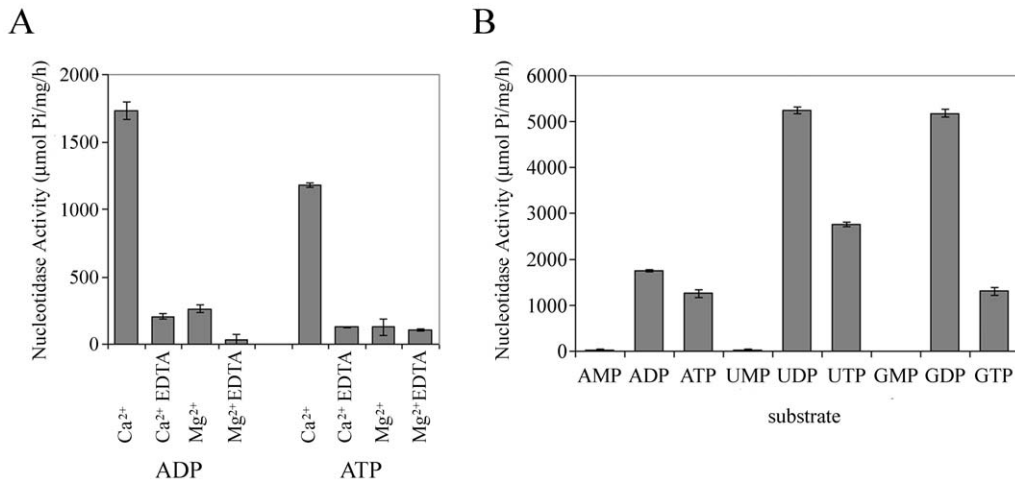 A
Nucleotidase Activity (μmol Pi/mg/h)
2000
1500
1000
500
0
Ca²⁺
Ca²⁺ EDTA
Mg²⁺
Mg²⁺ EDTA
Ca²⁺
Ca²⁺ EDTA
Mg²⁺
Mg²⁺ EDTA
ADP
ATP
B
Nucleotidase Activity (μmol Pi/mg/h)
6000
5000
4000
3000
2000
1000
0
AMP ADP ATP UMP UDP UTP GMP GDP GTP
substrate